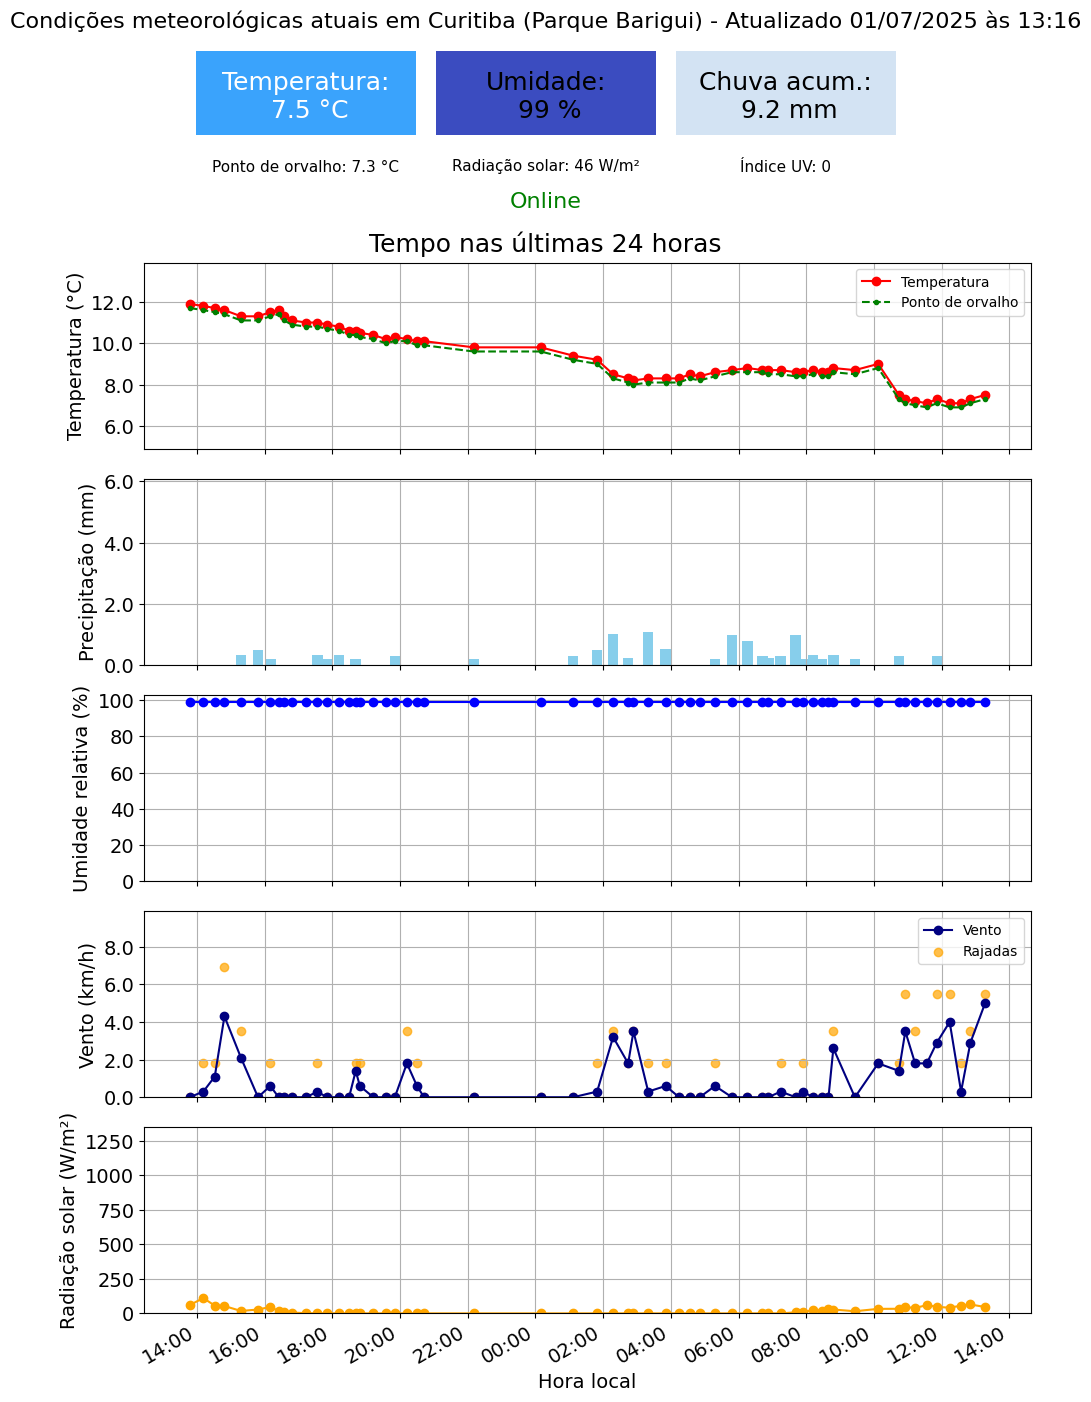 Condições meteorológicas atuais em Curitiba (Parque Barigui) - Atualizado 01/07/2025 às 13:16
Temperatura:
7.5 °C
Umidade:
99 %
Chuva acum.:
9.2 mm
Ponto de orvalho: 7.3 °C
Radiação solar: 46 W/m²
Índice UV: 0
Online
Tempo nas últimas 24 horas
Temperatura (°C)
12.0
10.0
8.0
6.0
Temperatura
Ponto de orvalho
Precipitação (mm)
6.0
4.0
2.0
0.0
Umidade relativa (%)
100
80
60
40
20
0
Vento (km/h)
8.0
6.0
4.0
2.0
0.0
Vento
Rajadas
Radiação solar (W/m²)
1250
1000
750
500
250
0
14:00
16:00
18:00
20:00
22:00
00:00
02:00
04:00
06:00
08:00
10:00
12:00
14:00
Hora local